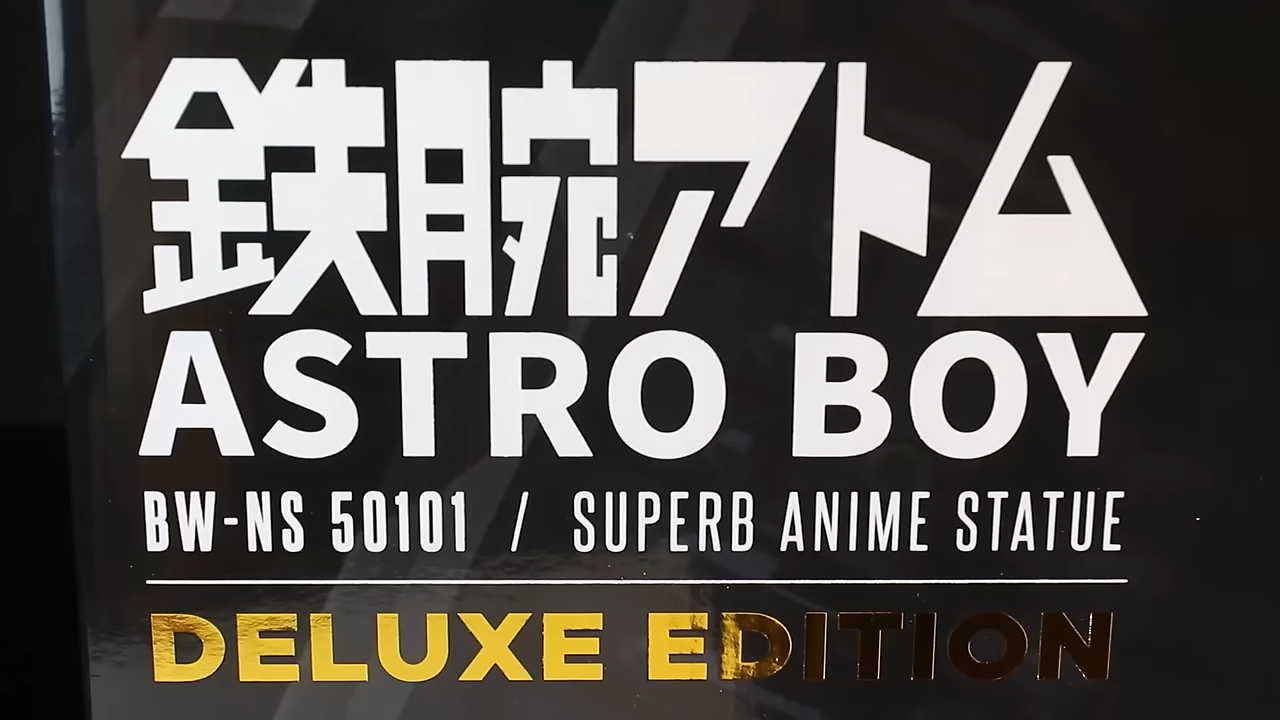 鉄腕アトム
ASTRO BOY
BW-NS 50101 / SUPERB ANIME STATUE
DELUXE EDITION